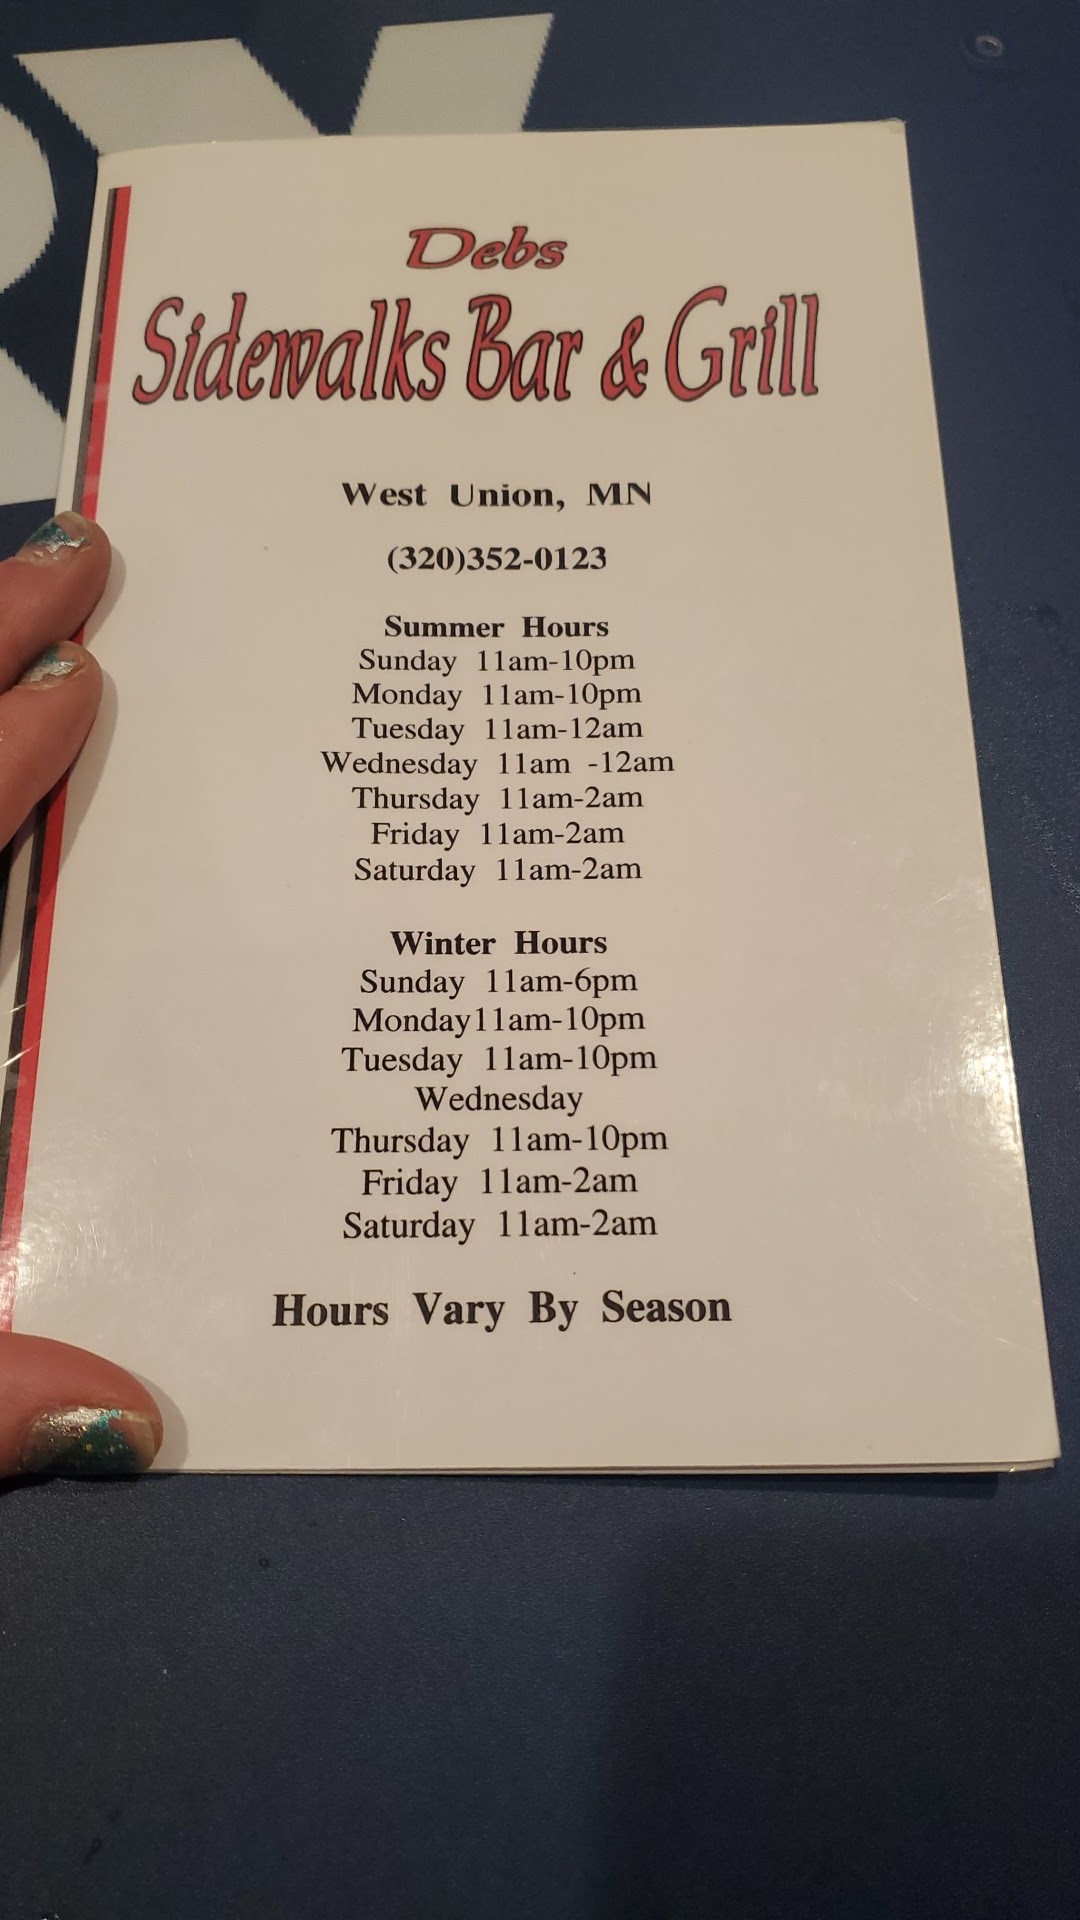 Debs
Sidewalks Bar & Grill
West Union, MN
(320)352-0123
Summer Hours
Sunday 11am-10pm
Monday 11am-10pm
Tuesday 11am-12am
Wednesday 11am -12am
Thursday 11am-2am
Friday 11am-2am
Saturday 11am-2am
Winter Hours
Sunday 11am-6pm
Monday11am-10pm
Tuesday 11am-10pm
Wednesday
Thursday 11am-10pm
Friday 11am-2am
Saturday 11am-2am
Hours Vary By Season